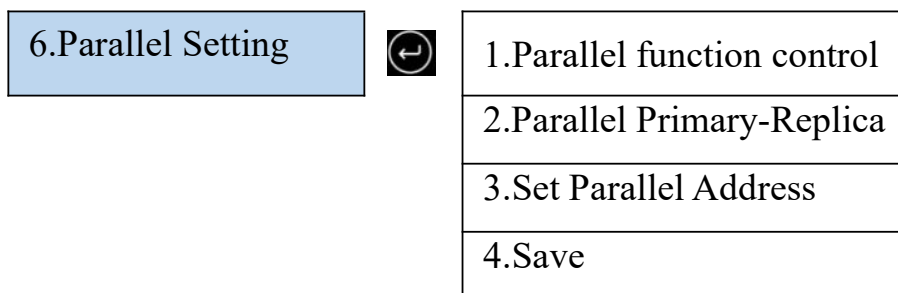 6.Parallel Setting
1.Parallel function control
2.Parallel Primary-Replica
3.Set Parallel Address
4.Save